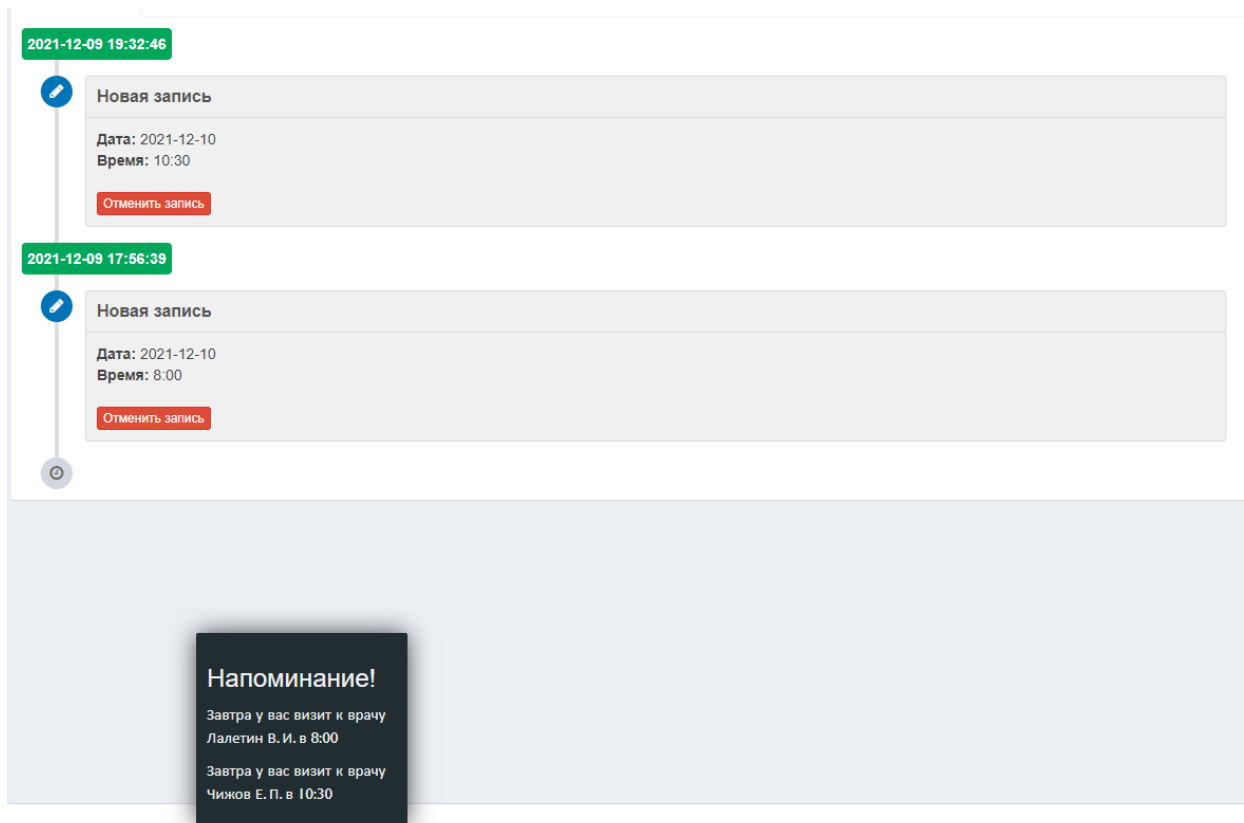 2021-12-09 19:32:46
Новая запись
Дата: 2021-12-10
Время: 10:30
Отменить запись
2021-12-09 17:56:39
Новая запись
Дата: 2021-12-10
Время: 8:00
Отменить запись
Напоминание!
Завтра у вас визит к врачу
Лалетин В. И. в 8:00
Завтра у вас визит к врачу
Чижов Е. П. в 10:30